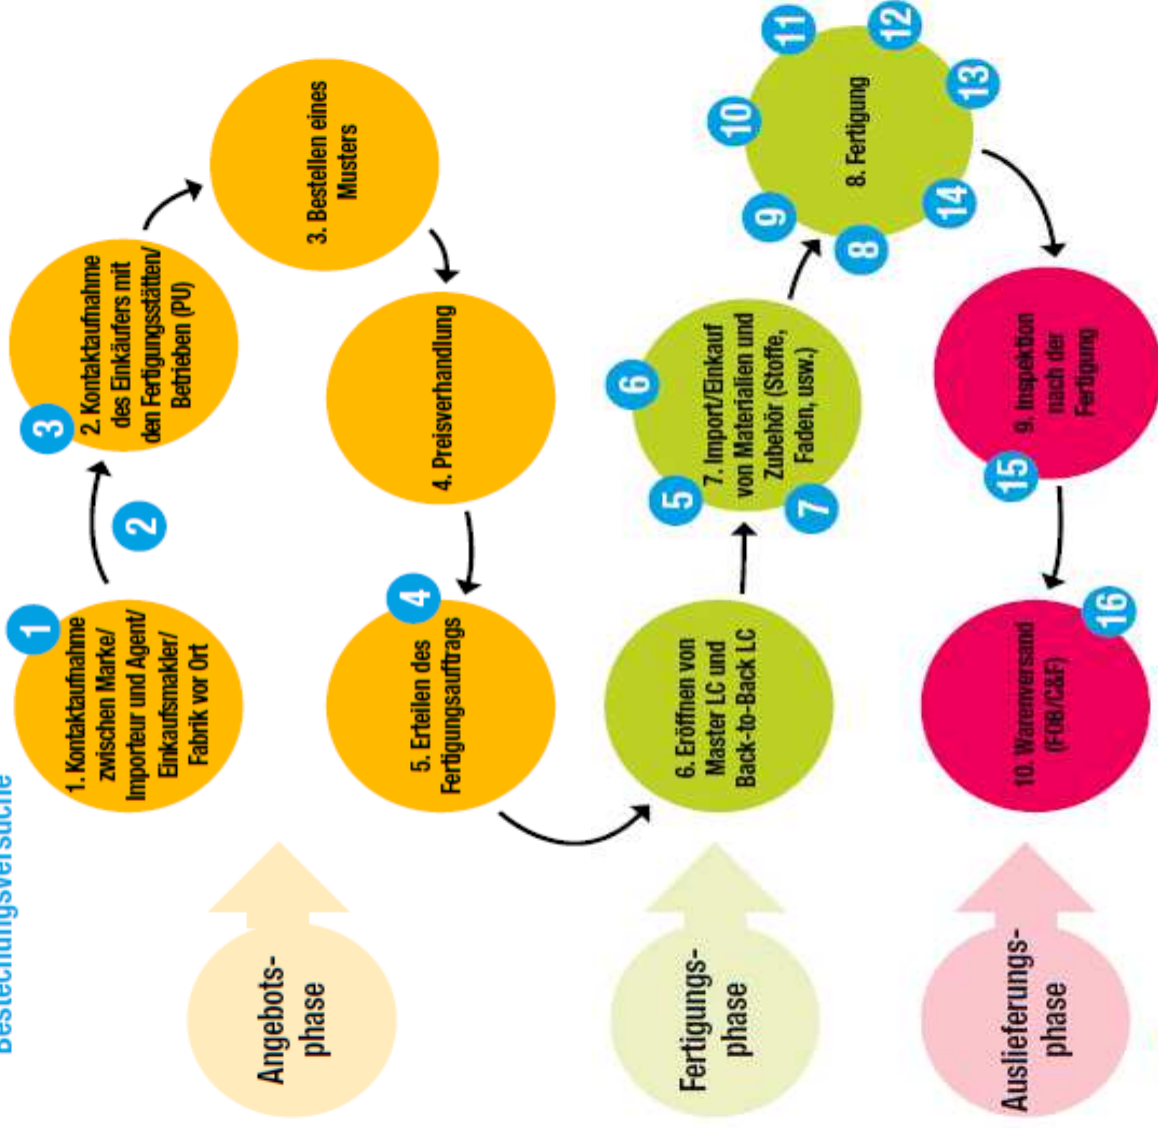 Bestechungsversuche
Angebots-
phase
1
1. Kontaktaufnahme
zwischen Marke/
Importeur und Agent/
Einkaufsmakler/
Fabrik vor Ort
2
3
2. Kontaktaufnahme
des Einkäufers mit
den Fertigungsstätten/
Betrieben (PU)
3. Bestellen eines
Musters
4. Preisverhandlung
4
5. Erteilen des
Fertigungsauftrags
Fertigungs-
phase
6. Eröffnen von
Master LC und
Back-to-Back LC
5
6
7
7. Import/Einkauf
von Materialien und
Zubehör (Stoffe,
Faden, usw.)
8
9
10
11
12
13
14
8. Fertigung
Auslieferungs-
phase
15
9. Inspektion
nach der
Fertigung
10. Warenversand
(FOB/C&F)
16